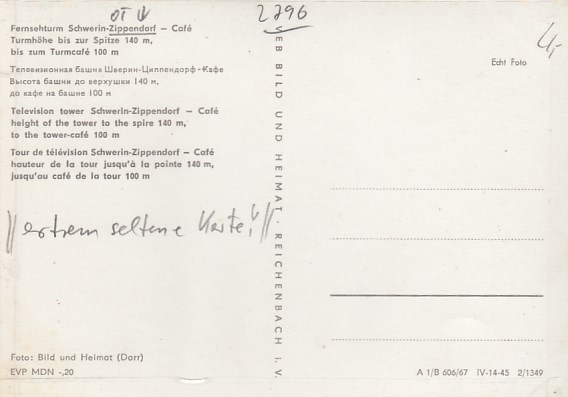 OT ↓
2796
4,-
Fernsehturm Schwerin-Zippendorf – Café
Turmhöhe bis zur Spitze 140 m,
bis zum Turmcafé 100 m
Телевизионная башня Шверин-Циппендорф-Кафе
Высота башни до верхушки 140 м,
до кафе на башне 100 м
Television tower Schwerin-Zippendorf – Café
height of the tower to the spire 140 m,
to the tower-café 100 m
Tour de télévision Schwerin-Zippendorf – Café
hauteur de la tour jusqu'à la pointe 140 m,
jusqu'au café de la tour 100 m
// extrem seltene Karte! //
Foto: Bild und Heimat (Darr)
EVP MDN -,20
VEB BILD UND HEIMAT · REICHENBACH i. V.
Echt Foto
A 1/B 606/67 IV-14-45 2/1349